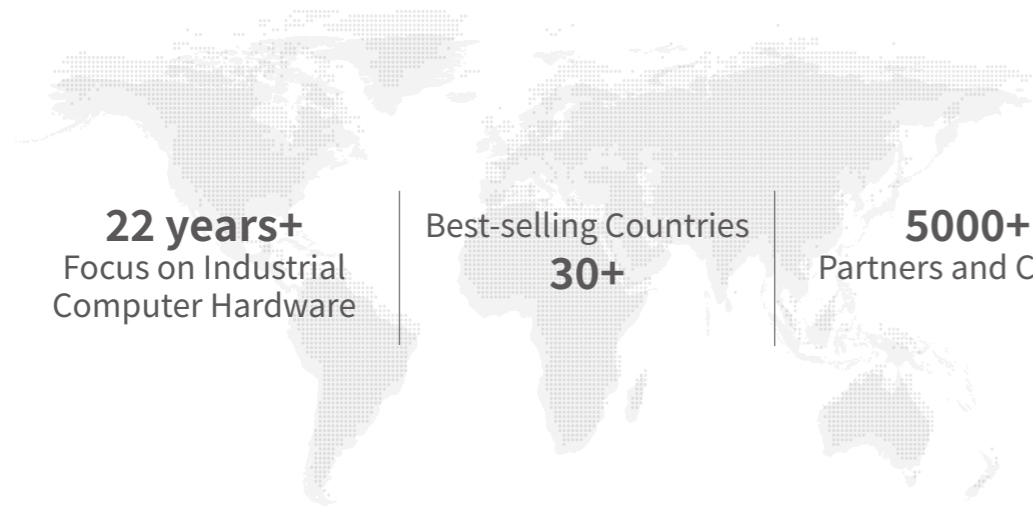 22 years+
Focus on Industrial
Computer Hardware
Best-selling Countries
30+
5000+
Partners and C